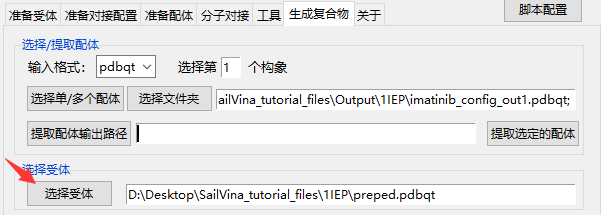 准备受体 准备对接配置 准备配体 分子对接 工具 生成复合物 关于 脚本配置
选择/提取配体
输入格式: pdbqt 选择第 1 个构象
选择单/多个配体 选择文件夹 ailVina_tutorial_files\Output\1IEP\imatinib_config_out1.pdbqt;
提取配体输出路径 提取选定的配体
选择受体
选择受体 D:\Desktop\SailVina_tutorial_files\1IEP\preped.pdbqt